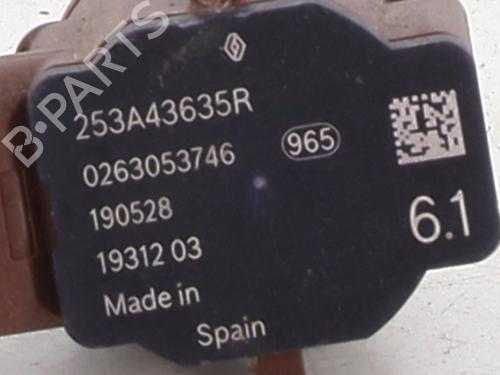 B-PARTS
253A43635R
0263053746 965
190528
19312 03
6.1
Made in
Spain